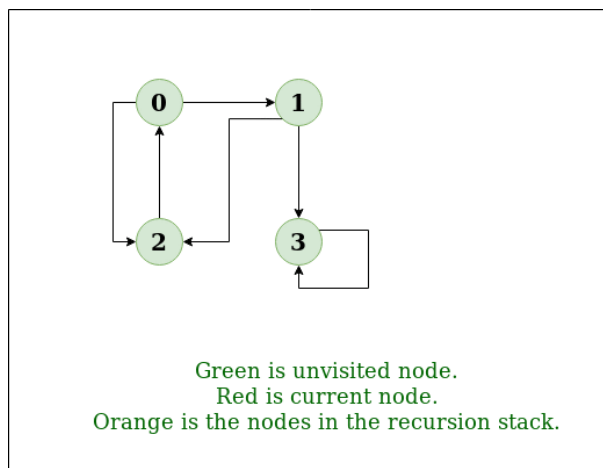 0 1
2 3
Green is unvisited node.
Red is current node.
Orange is the nodes in the recursion stack.